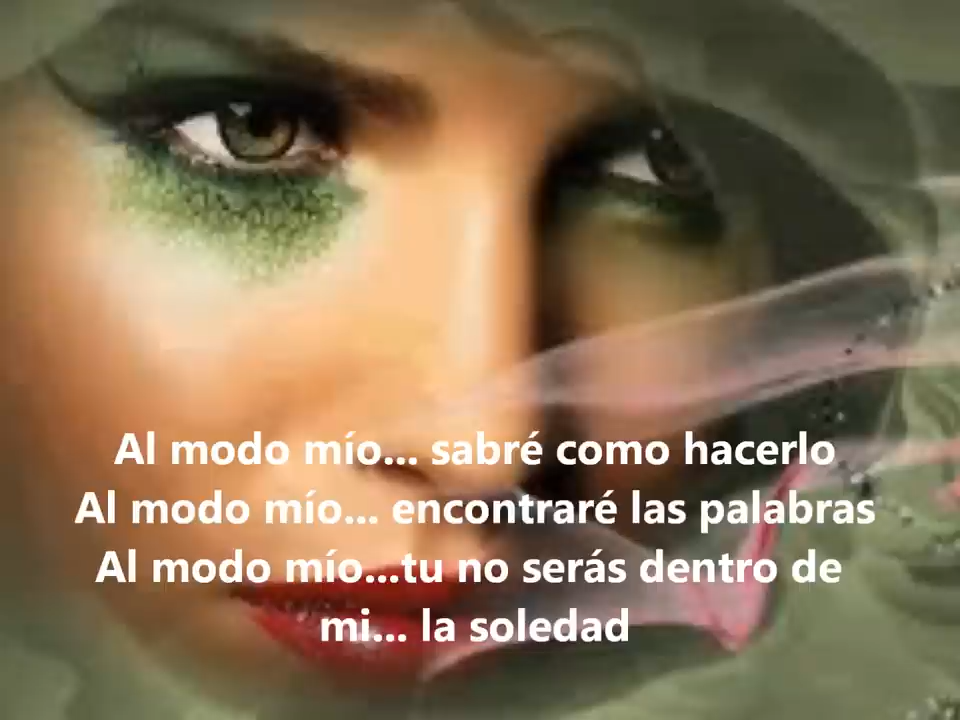 Al modo mío... sabré como hacerlo
Al modo mío... encontraré las palabras
Al modo mío...tu no serás dentro de
mi... la soledad